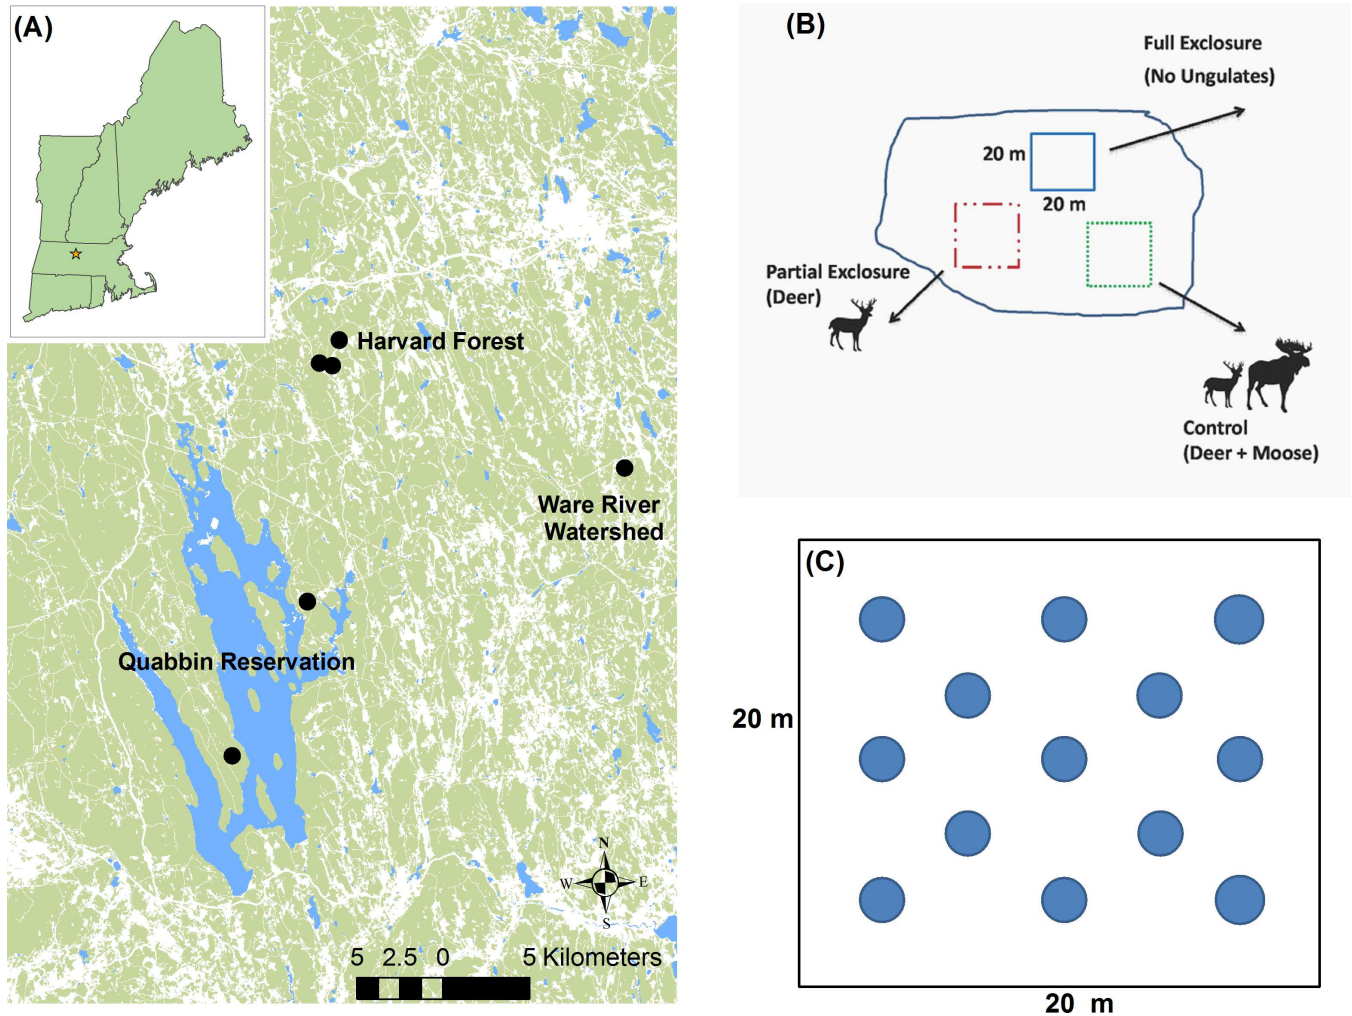 (A)
Harvard Forest
Ware River
Watershed
Quabbin Reservation
N
W E
S
5 2.5 0 5 Kilometers
(B)
Full Exclosure
(No Ungulates)
20 m
20 m
Partial Exclosure
(Deer)
Control
(Deer + Moose)
(C)
20 m
20 m